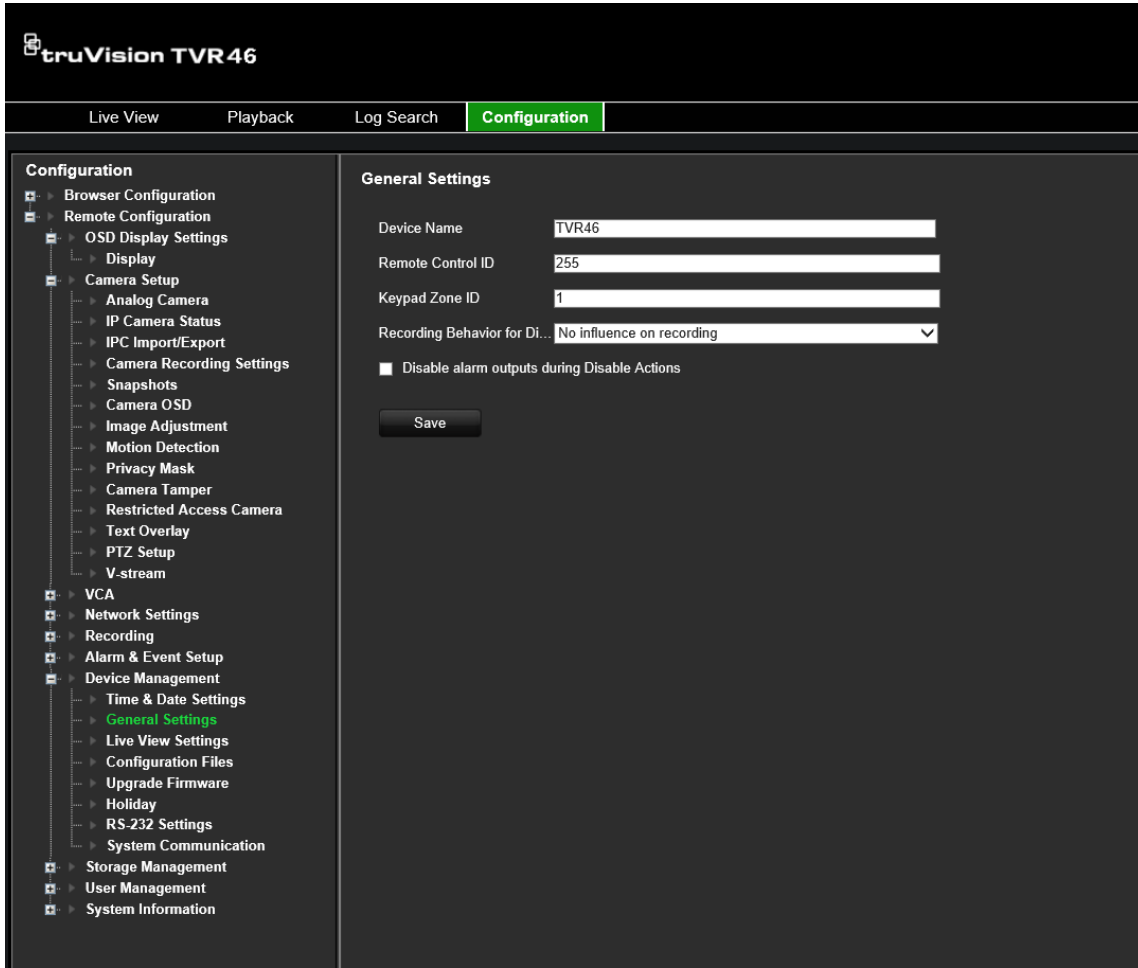 truVision TVR46
Live View Playback Log Search Configuration
Configuration
Browser Configuration
Remote Configuration
OSD Display Settings
Display
Camera Setup
Analog Camera
IP Camera Status
IPC Import/Export
Camera Recording Settings
Snapshots
Camera OSD
Image Adjustment
Motion Detection
Privacy Mask
Camera Tamper
Restricted Access Camera
Text Overlay
PTZ Setup
V-stream
VCA
Network Settings
Recording
Alarm & Event Setup
Device Management
Time & Date Settings
General Settings
Live View Settings
Configuration Files
Upgrade Firmware
Holiday
RS-232 Settings
System Communication
Storage Management
User Management
System Information
General Settings
Device Name TVR46
Remote Control ID 255
Keypad Zone ID 1
Recording Behavior for Di... No influence on recording
Disable alarm outputs during Disable Actions
Save